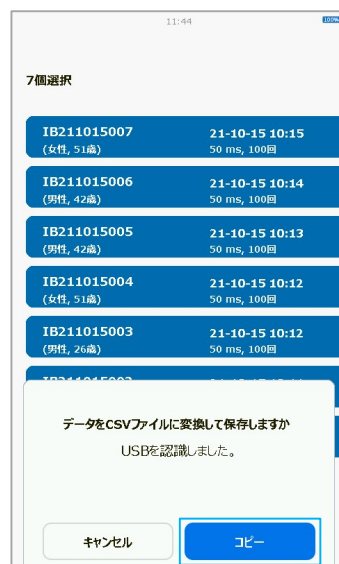 11:44
100%
7個選択
IB211015007 21-10-15 10:15
(女性, 51歳) 50 ms, 100回
IB211015006 21-10-15 10:14
(男性, 42歳) 50 ms, 100回
IB211015005 21-10-15 10:13
(男性, 42歳) 50 ms, 100回
IB211015004 21-10-15 10:12
(女性, 51歳) 50 ms, 100回
IB211015003 21-10-15 10:12
(男性, 26歳) 50 ms, 100回
データをCSVファイルに変換して保存しますか
USBを認識しました。
キャンセル コピー